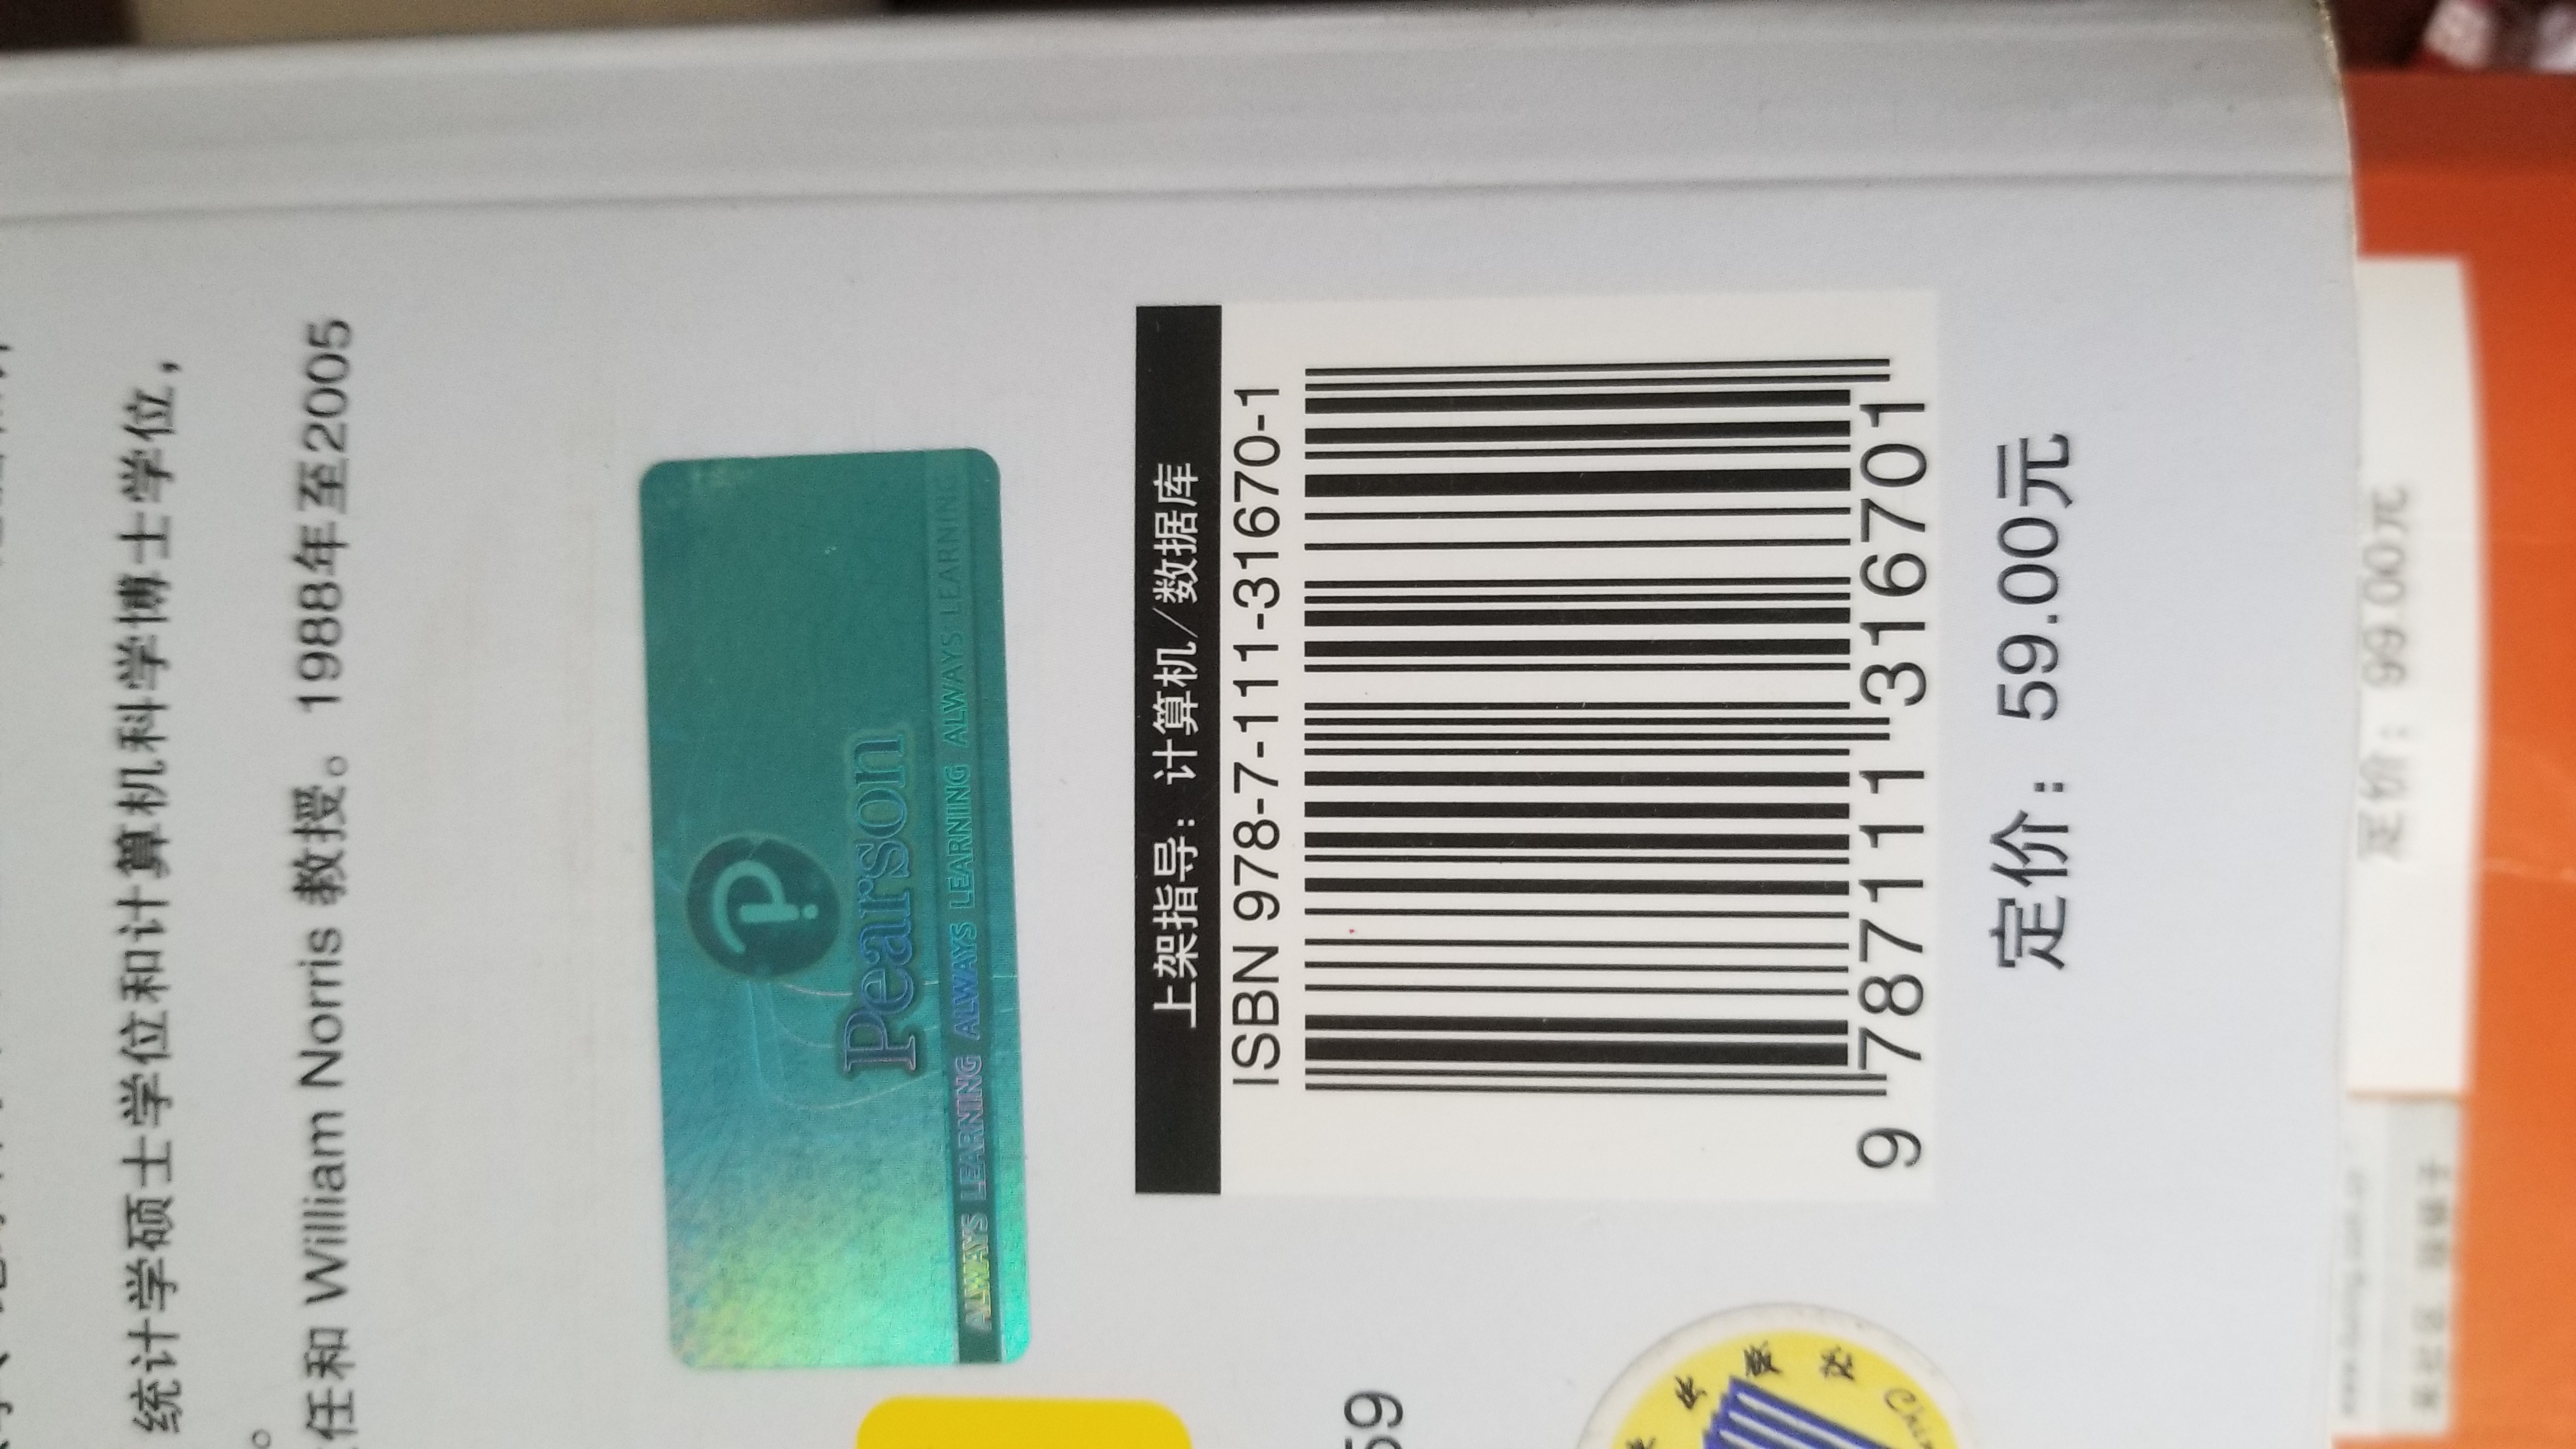 统计学硕士学位和计算机科学博士学位，
。
任和 William Norris 教授。1988年至2005
Pearson
ALWAYS LEARNING ALWAYS LEARNING ALWAYS LEARNING
上架指导：计算机/数据库
ISBN 978-7-111-31670-1
59
9 787111 316701
定价：59.00元
定价：99.00元